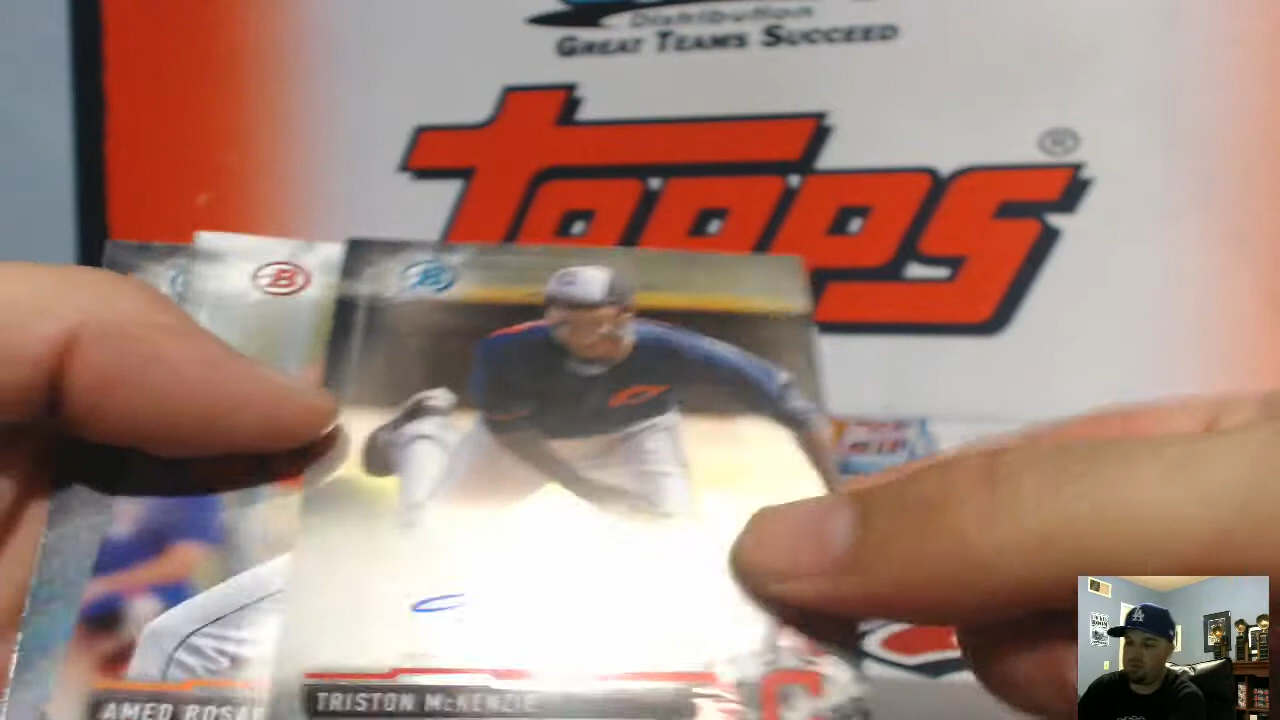 Distribution
GREAT TEAMS SUCCEED
TOPPS®
B
B
AMED ROSAR
TRISTON MCKENZIE
C